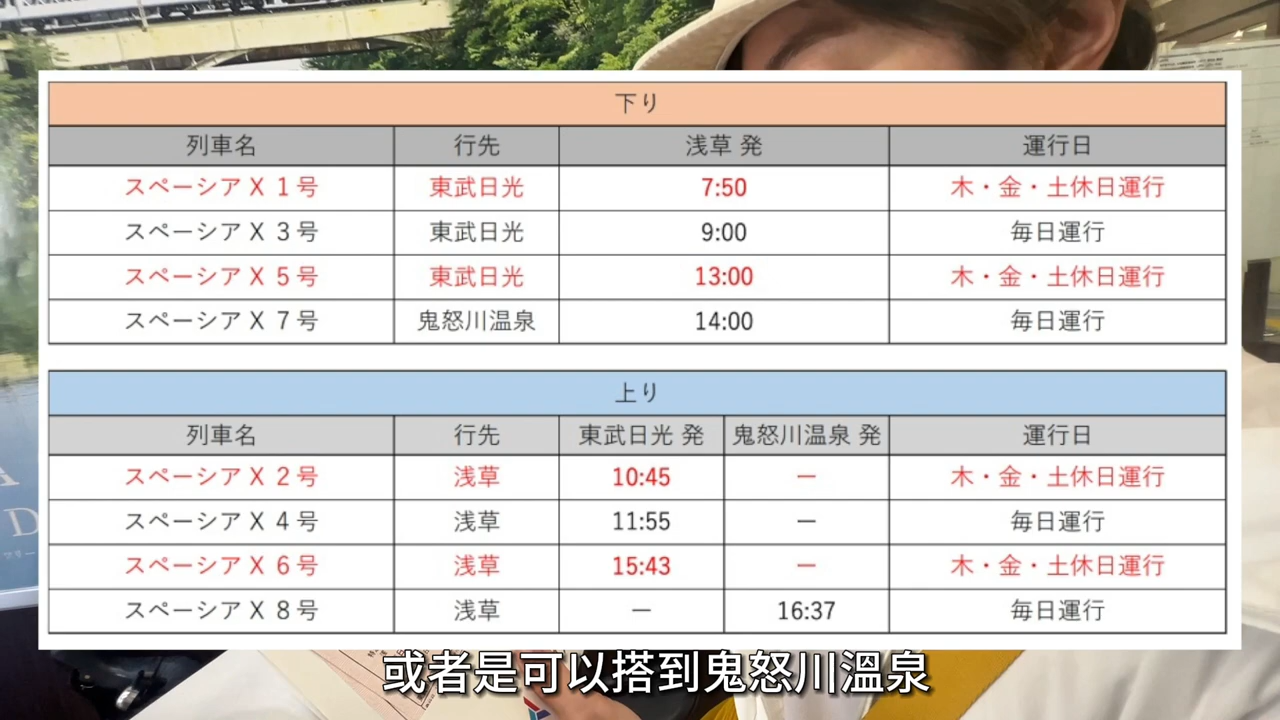 下り
列車名 行先 浅草 発 運行日
スペーシア X 1 号 東武日光 7:50 木・金・土休日運行
スペーシア X 3 号 東武日光 9:00 毎日運行
スペーシア X 5 号 東武日光 13:00 木・金・土休日運行
スペーシア X 7 号 鬼怒川温泉 14:00 毎日運行
上り
列車名 行先 東武日光 発 鬼怒川温泉 発 運行日
スペーシア X 2 号 浅草 10:45 ー 木・金・土休日運行
スペーシア X 4 号 浅草 11:55 ー 毎日運行
スペーシア X 6 号 浅草 15:43 ー 木・金・土休日運行
スペーシア X 8 号 浅草 ー 16:37 毎日運行
或者是可以搭到鬼怒川溫泉